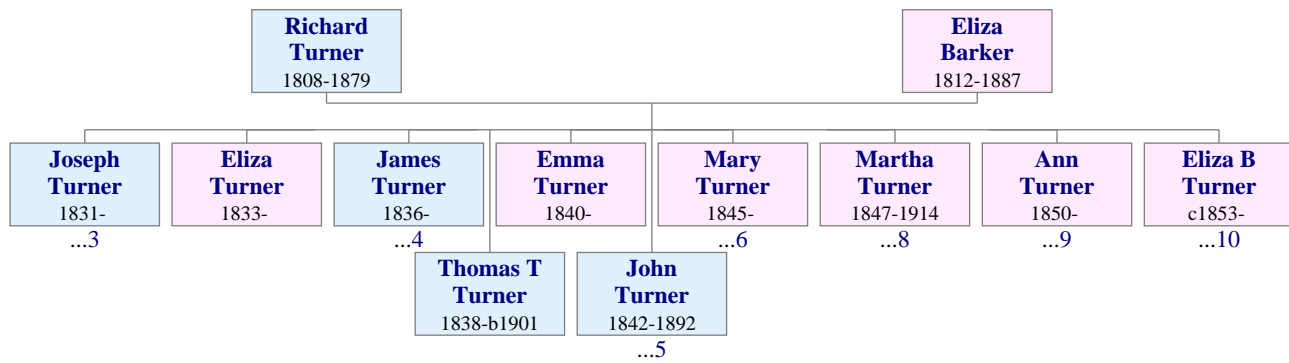 Richard
Turner
1808-1879
Eliza
Barker
1812-1887
Joseph
Turner
1831-
...3
Eliza
Turner
1833-
James
Turner
1836-
...4
Emma
Turner
1840-
Mary
Turner
1845-
...6
Martha
Turner
1847-1914
...8
Ann
Turner
1850-
...9
Eliza B
Turner
c1853-
...10
Thomas T
Turner
1838-b1901
John
Turner
1842-1892
...5